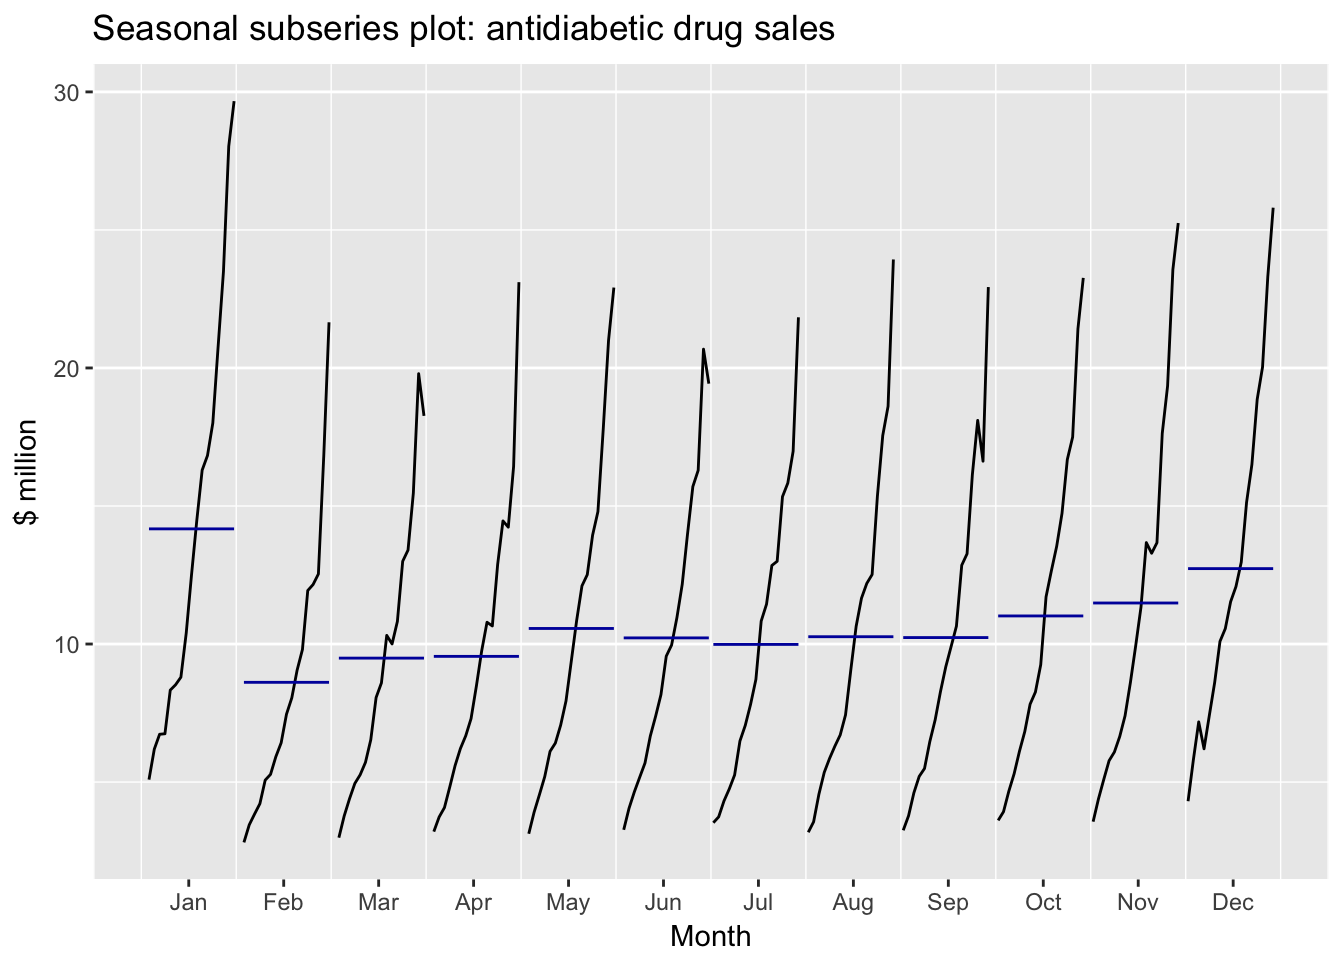 Seasonal subseries plot: antidiabetic drug sales
30
20
10
$ million
Jan Feb Mar Apr May Jun Jul Aug Sep Oct Nov Dec
Month